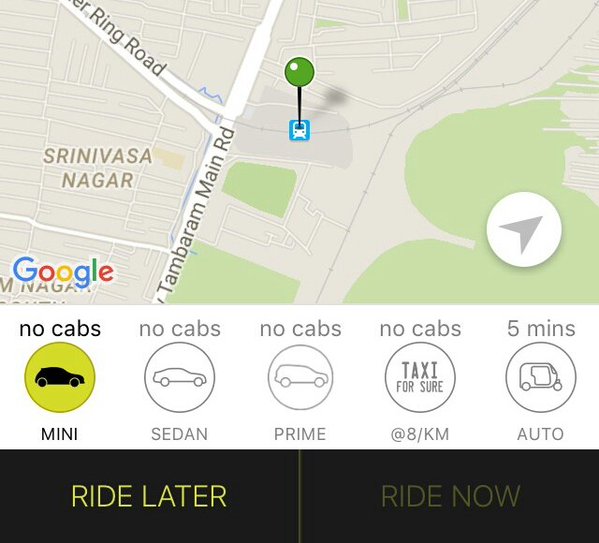 er Ring Road
SRINIVASA
NAGAR
y Tambaram Main Rd
Google
M NAGAR
no cabs
no cabs
no cabs
no cabs
5 mins
TAXI
FOR SURE
MINI
SEDAN
PRIME
@8/KM
AUTO
RIDE LATER
RIDE NOW